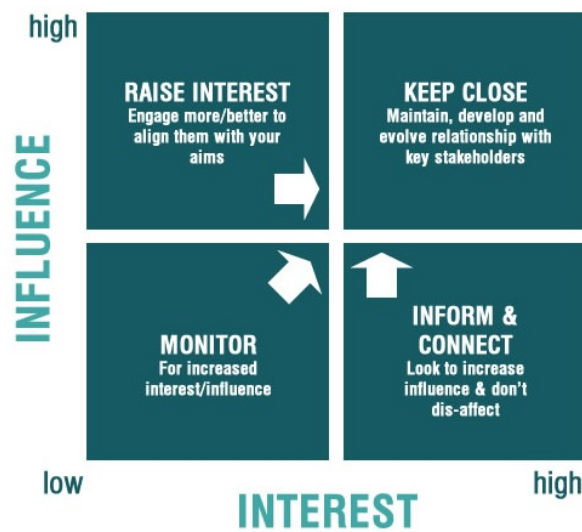 high
INFLUENCE
RAISE INTEREST
Engage more/better to
align them with your
aims
KEEP CLOSE
Maintain, develop and
evolve relationship with
key stakeholders
MONITOR
For increased
interest/influence
INFORM &
CONNECT
Look to increase
influence & don't
dis-affect
low
INTEREST
high